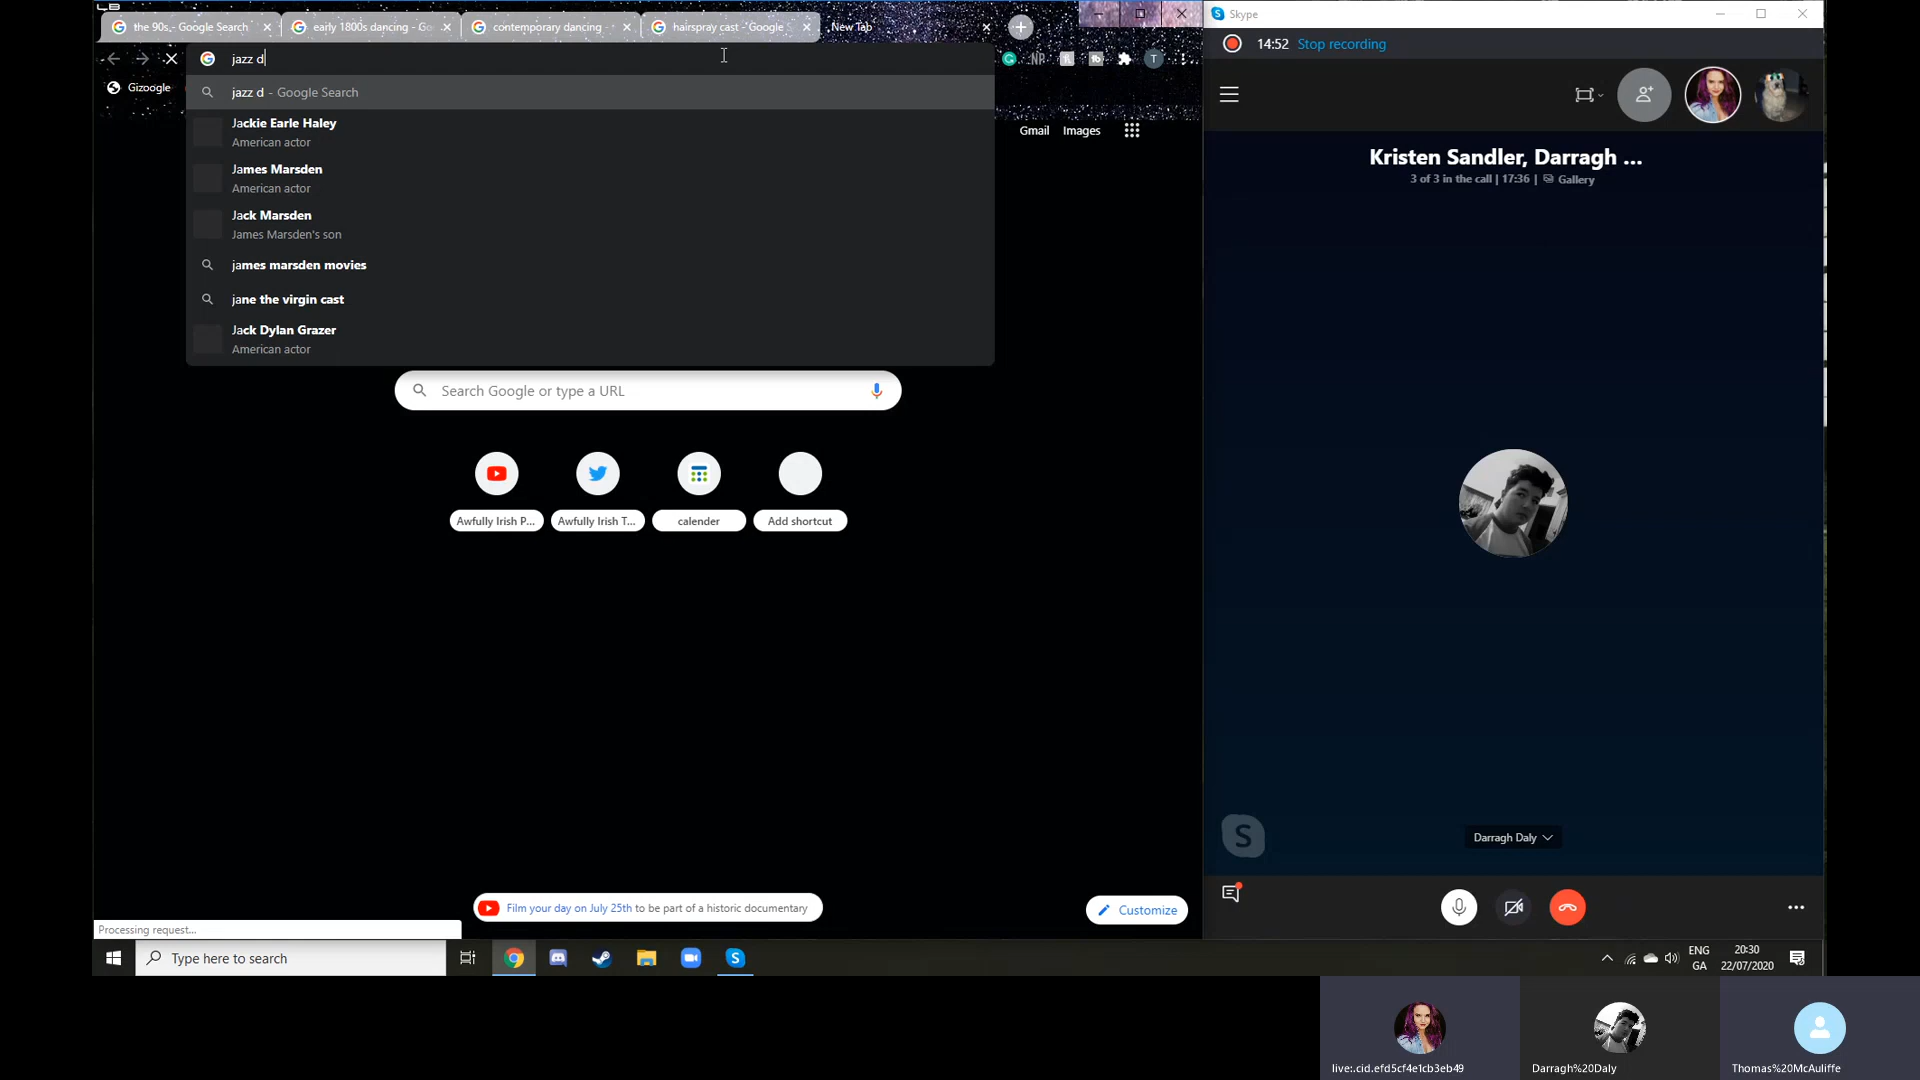 the 90s - Google Search
early 1800s dancing - Go
contemporary dancing -
hairspray cast - Google S
New Tab
jazz d
Gizoogle
jazz d - Google Search
Jackie Earle Haley
American actor
James Marsden
American actor
Jack Marsden
James Marsden's son
james marsden movies
jane the virgin cast
Jack Dylan Grazer
American actor
T
Gmail
Images
Search Google or type a URL
Awfully Irish P...
Awfully Irish T...
calender
Add shortcut
Film your day on July 25th to be part of a historic documentary
Customize
Processing request...
Type here to search
Skype
14:52 Stop recording
Kristen Sandler, Darragh ...
3 of 3 in the call | 17:36 | Gallery
Darragh Daly
ENG
GA
20:30
22/07/2020
live:.cid.efd5cf4e1cb3eb49
Darragh%20Daly
Thomas%20McAuliffe